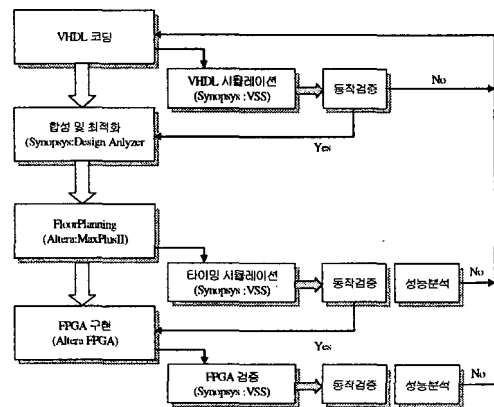 VHDL 코딩
VHDL 시뮬레이션
(Synopsys :VSS)
동작검증
No
합성 및 최적화
(Synopsys:Design Anlyzer
Yes
FloorPlanning
(Altera:MaxPlusII)
타이밍 시뮬레이션
(Synopsys :VSS)
동작검증
성능분석
No
FPGA 구현
(Altera FPGA)
Yes
FPGA 검증
(Synopsys :VSS)
동작검증
성능분석
No